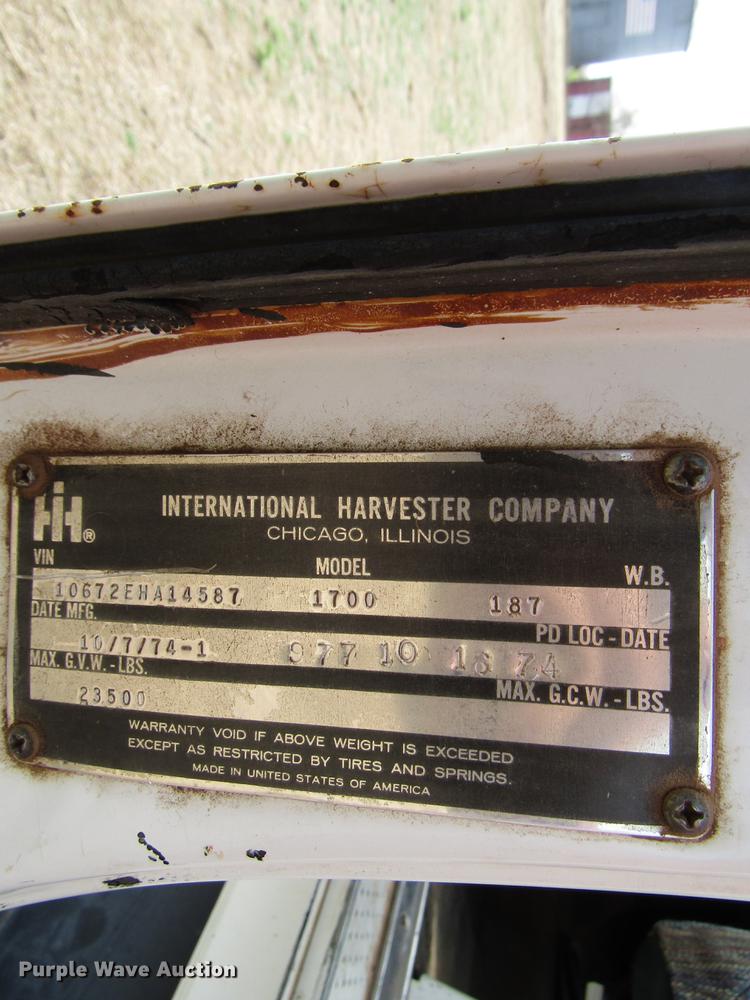 IH®
INTERNATIONAL HARVESTER COMPANY
CHICAGO, ILLINOIS
VIN MODEL W.B.
10672EHA14587 1700 187
DATE MFG. PD LOC-DATE
10/7/74-1 977 10 18 74
MAX. G.V.W.-LBS. MAX. G.C.W.-LBS.
23500
WARRANTY VOID IF ABOVE WEIGHT IS EXCEEDED
EXCEPT AS RESTRICTED BY TIRES AND SPRINGS.
MADE IN UNITED STATES OF AMERICA
Purple Wave Auction